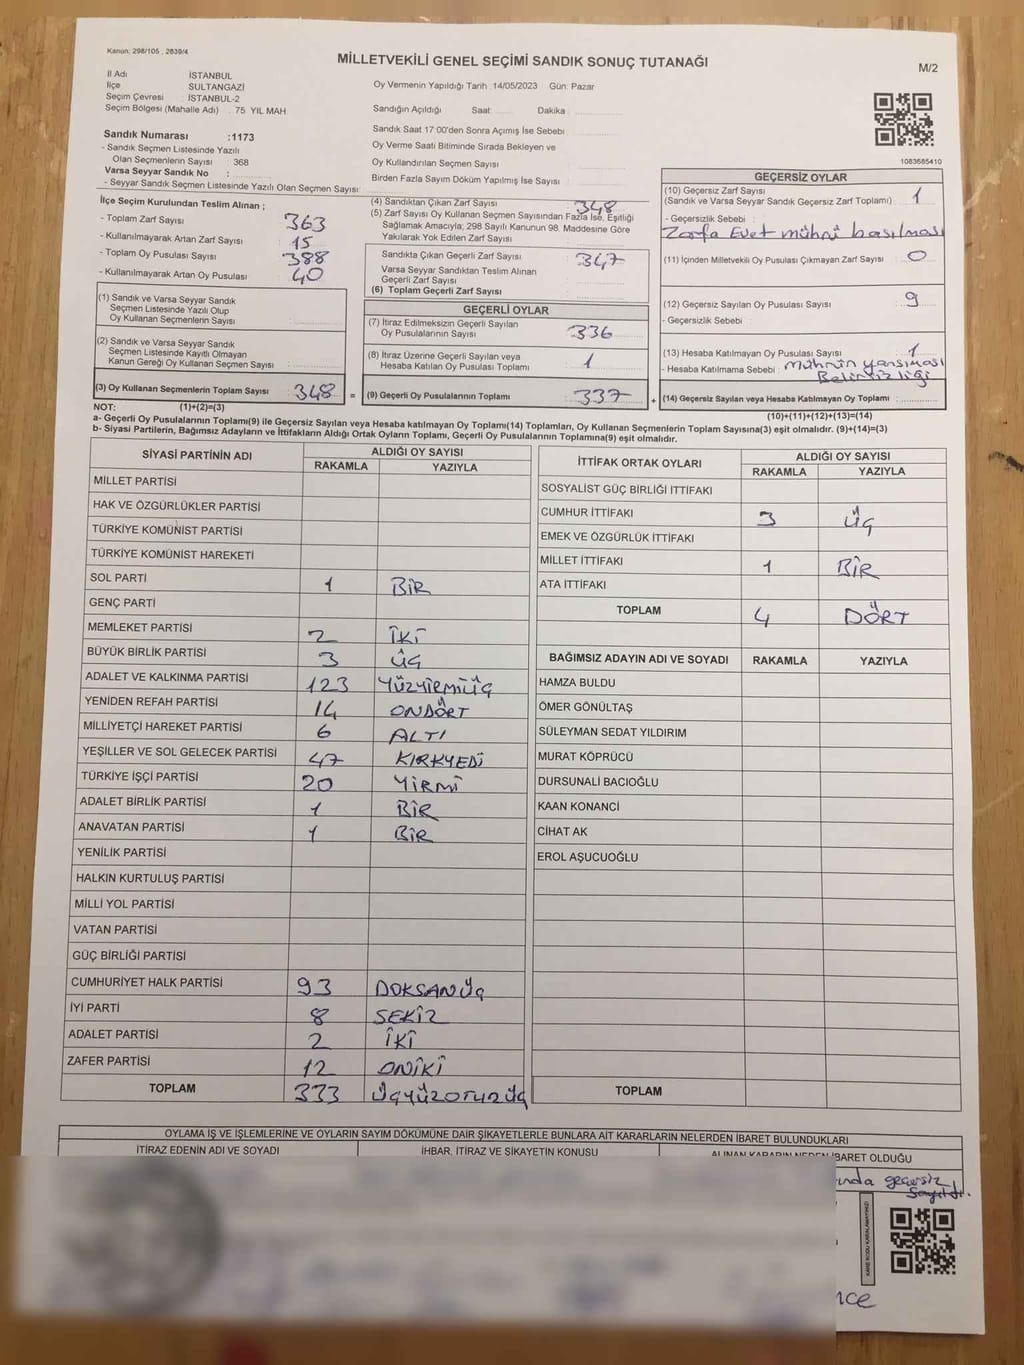 Kanun: 298/105 , 2839/4
MİLLETVEKİLİ GENEL SEÇİMİ SANDIK SONUÇ TUTANAĞI
M/2
İl Adı İSTANBUL
İlçe SULTANGAZİ
Seçim Çevresi İSTANBUL-2
Seçim Bölgesi (Mahalle Adı) . 75. YIL MAH
Oy Vermenin Yapıldığı Tarih :14/05/2023 Gün: Pazar
Sandığın Açıldığı Saat Dakika
Sandık Saat 17:00'den Sonra Açımış İse Sebebi
Oy Verme Saati Bitiminde Sırada Bekleyen ve
Oy Kullandırılan Seçmen Sayısı
Birden Fazla Sayım Döküm Yapılmış İse Sayısı
1083685410
Sandık Numarası :1173
- Sandık Seçmen Listesinde Yazılı
Olan Seçmenlerin Sayısı : 368
Varsa Seyyar Sandık No :
- Seyyar Sandık Seçmen Listesinde Yazılı Olan Seçmen Sayısı:
İlçe Seçim Kurulundan Teslim Alınan ;
- Toplam Zarf Sayısı 363
- Kullanılmayarak Artan Zarf Sayısı 15
- Toplam Oy Pusulası Sayısı 388
- Kullanılmayarak Artan Oy Pusulası 40
(1) Sandık ve Varsa Seyyar Sandık
Seçmen Listesinde Yazılı Olup
Oy Kullanan Seçmenlerin Sayısı
(2) Sandık ve Varsa Seyyar Sandık
Seçmen Listesinde Kayıtlı Olmayan
Kanun Gereği Oy Kullanan Seçmen Sayısı
(3) Oy Kullanan Seçmenlerin Toplam Sayısı 348 =
(4) Sandıktan Çıkan Zarf Sayısı 348
(5) Zarf Sayısı Oy Kullanan Seçmen Sayısından Fazla İse, Eşitliği
Sağlamak Amacıyla; 298 Sayılı Kanunun 98. Maddesine Göre
Yakılarak Yok Edilen Zarf Sayısı
Sandıkta Çıkan Geçerli Zarf Sayısı : 347
Varsa Seyyar Sandıktan Teslim Alınan
Geçerli Zarf Sayısı
(6) Toplam Geçerli Zarf Sayısı
GEÇERLİ OYLAR
(7) İtiraz Edilmeksizin Geçerli Sayılan
Oy Pusulalarının Sayısı 336
(8) İtiraz Üzerine Geçerli Sayılan veya
Hesaba Katılan Oy Pusulaları Toplamı 1
(9) Geçerli Oy Pusulalarının Toplamı 337 +
GEÇERSİZ OYLAR
(10) Geçersiz Zarf Sayısı
(Sandık ve Varsa Seyyar Sandık Geçersiz Zarf Toplamı) 1
- Geçersizlik Sebebi :
Zarfa Evet mühni basılması
(11) İçinden Milletvekili Oy Pusulası Çıkmayan Zarf Sayısı 0
(12) Geçersiz Sayılan Oy Pusulası Sayısı 9
- Geçersizlik Sebebi
(13) Hesaba Katılmayan Oy Pusulası Sayısı : 1
- Hesaba Katılmama Sebebi : Mührün yansıması
Belirsizliği
(14) Geçersiz Sayılan veya Hesaba Katılmayan Oy Toplamı :
NOT: (1)+(2)=(3)
(10)+(11)+(12)+(13)=(14)
a- Geçerli Oy Pusulalarının Toplamı(9) ile Geçersiz Sayılan veya Hesaba katılmayan Oy Toplamı(14) Toplamları, Oy Kullanan Seçmenlerin Toplam Sayısına(3) eşit olmalıdır. (9)+(14)=(3)
b- Siyasi Partilerin, Bağımsız Adayların ve İttifakların Aldığı Ortak Oyların Toplamı, Geçerli Oy Pusulalarının Toplamına(9) eşit olmalıdır.
SİYASİ PARTİNİN ADI ALDIĞI OY SAYISI
RAKAMLA YAZIYLA
MİLLET PARTİSİ
HAK VE ÖZGÜRLÜKLER PARTİSİ
TÜRKİYE KOMÜNİST PARTİSİ
TÜRKİYE KOMÜNİST HAREKETİ
SOL PARTİ 1 BİR
GENÇ PARTİ
MEMLEKET PARTİSİ 2 İKİ
BÜYÜK BİRLİK PARTİSİ 3 ÜÇ
ADALET VE KALKINMA PARTİSİ 123 YÜZYİRMİÜÇ
YENİDEN REFAH PARTİSİ 14 ONDÖRT
MİLLİYETÇİ HAREKET PARTİSİ 6 ALTI
YEŞİLLER VE SOL GELECEK PARTİSİ 47 KIRKYEDİ
TÜRKİYE İŞÇİ PARTİSİ 20 YİRMİ
ADALET BİRLİK PARTİSİ 1 BİR
ANAVATAN PARTİSİ 1 BİR
YENİLİK PARTİSİ
HALKIN KURTULUŞ PARTİSİ
MİLLİ YOL PARTİSİ
VATAN PARTİSİ
GÜÇ BİRLİĞİ PARTİSİ
CUMHURİYET HALK PARTİSİ 93 DOKSANÜÇ
İYİ PARTİ 8 SEKİZ
ADALET PARTİSİ 2 İKİ
ZAFER PARTİSİ 12 ONİKİ
TOPLAM 333 ÜÇYÜZOTUZÜÇ
İTTİFAK ORTAK OYLARI ALDIĞI OY SAYISI
RAKAMLA YAZIYLA
SOSYALİST GÜÇ BİRLİĞİ İTTİFAKI
CUMHUR İTTİFAKI 3 ÜÇ
EMEK VE ÖZGÜRLÜK İTTİFAKI
MİLLET İTTİFAKI 1 BİR
ATA İTTİFAKI
TOPLAM 4 DÖRT
BAĞIMSIZ ADAYIN ADI VE SOYADI RAKAMLA YAZIYLA
HAMZA BULDU
ÖMER GÖNÜLTAŞ
SÜLEYMAN SEDAT YILDIRIM
MURAT KÖPRÜCÜ
DURSUNALİ BACIOĞLU
KAAN KONANCİ
CİHAT AK
EROL AŞUCUOĞLU
TOPLAM
OYLAMA İŞ VE İŞLEMLERİNE VE OYLARIN SAYIM DÖKÜMÜNE DAİR ŞİKAYETLERLE BUNLARA AİT KARARLARIN NELERDEN İBARET BULUNDUKLARI
İTİRAZ EDENİN ADI VE SOYADI İHBAR, İTİRAZ VE ŞİKAYETİN KONUSU ALINAN KARARIN NEDEN İBARET OLDUĞU
geçersiz
sayıldı.